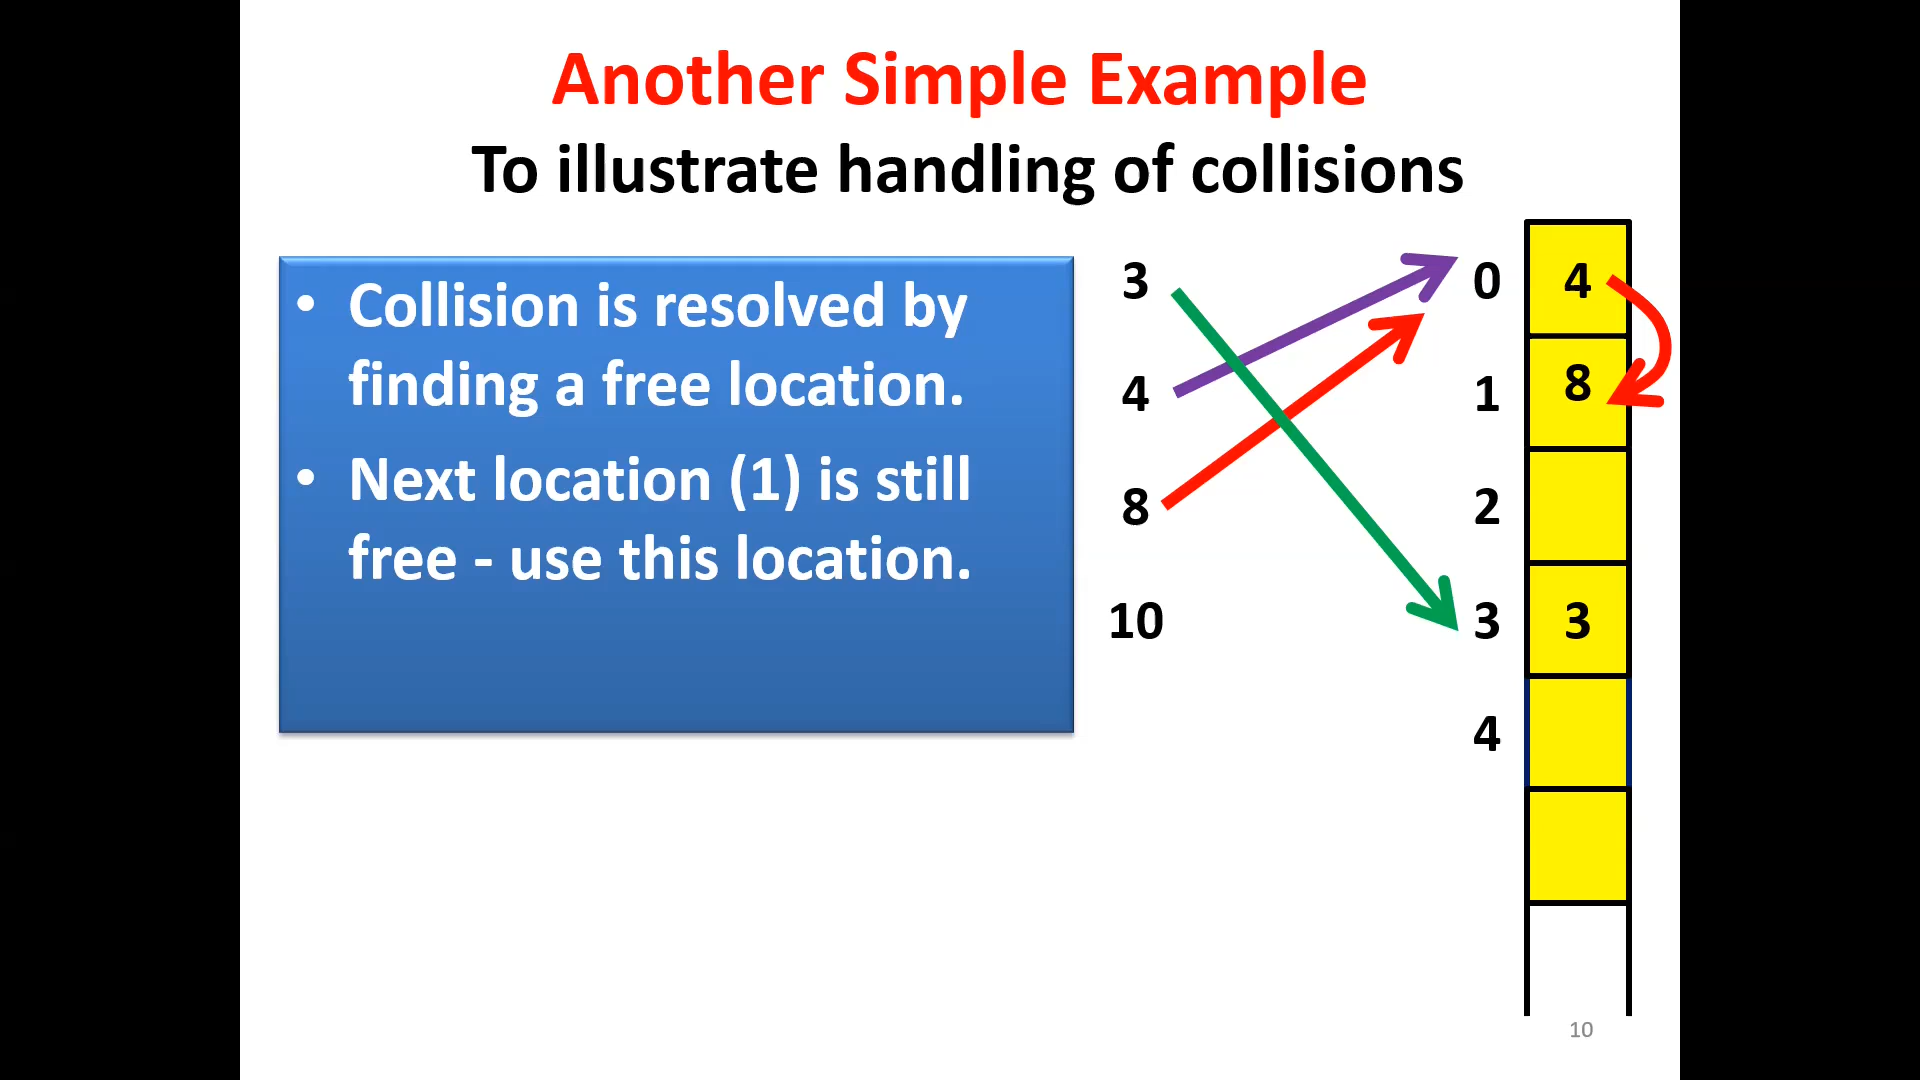 Another Simple Example
To illustrate handling of collisions
• Collision is resolved by
finding a free location.
• Next location (1) is still
free - use this location.
3 0 4
4 1 8
8 2
10 3 3
4
10